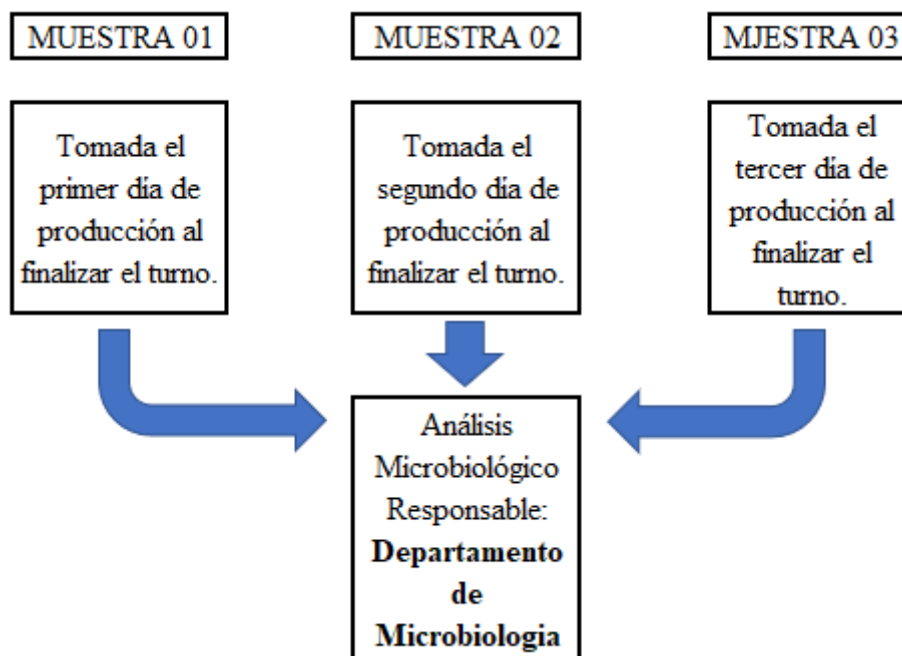 MUESTRA 01
MUESTRA 02
MJESTRA 03
Tomada el
primer día de
producción al
finalizar el turno.
Tomada el
segundo día de
producción al
finalizar el turno.
Tomada el
tercer día de
producción al
finalizar el
turno.
Análisis
Microbiológico
Responsable:
Departamento
de
Microbiologia